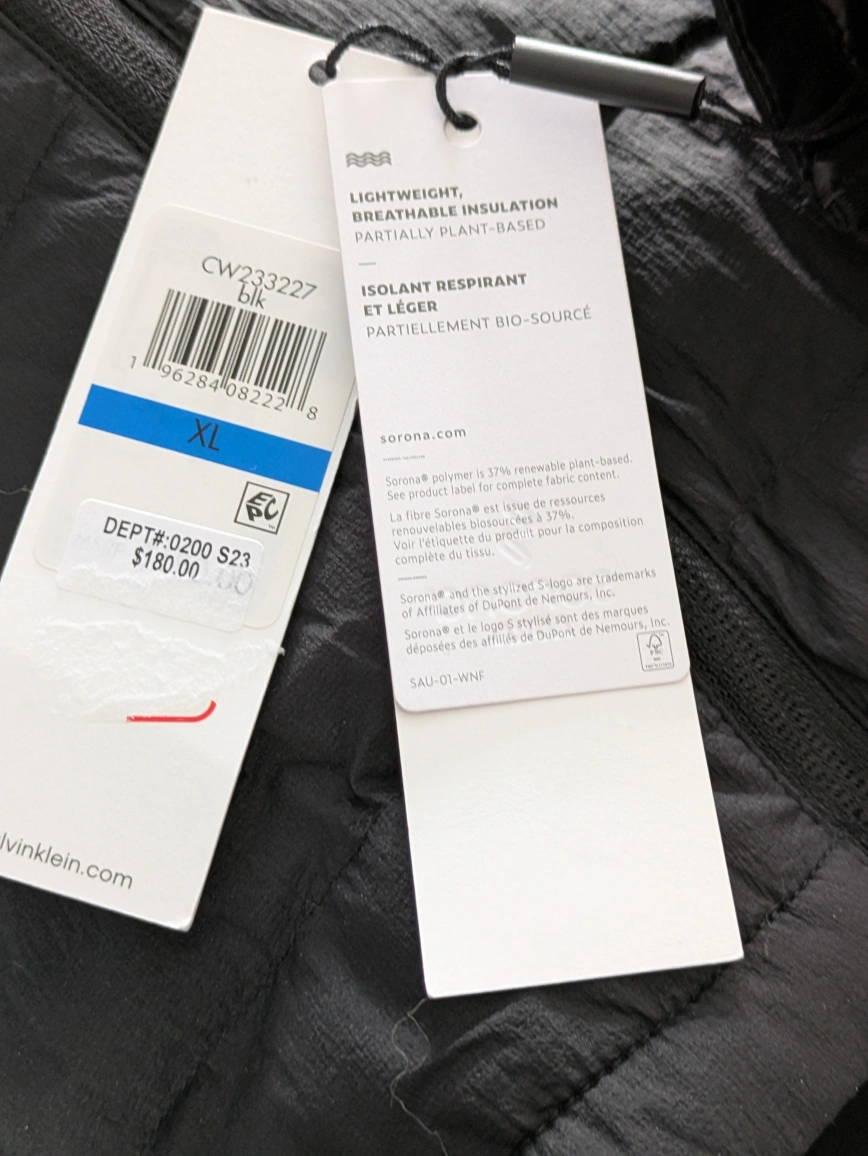 CW233227
blk
1 96284 08222 8
XL
EPC
DEPT#:0200 S23
$180.00
lvinklein.com
LIGHTWEIGHT,
BREATHABLE INSULATION
PARTIALLY PLANT-BASED
ISOLANT RESPIRANT
ET LÉGER
PARTIELLEMENT BIO-SOURCÉ
sorona.com
Sorona® polymer is 37% renewable plant-based.
See product label for complete fabric content.
La fibre Sorona® est issue de ressources
renouvelables biosourcées à 37%.
Voir l'étiquette du produit pour la composition
complète du tissu.
Sorona® and the stylized S-logo are trademarks
of Affiliates of DuPont de Nemours, Inc.
Sorona® et le logo S stylisé sont des marques
déposées des affiliés de DuPont de Nemours, Inc.
FSC
SAU-01-WNF